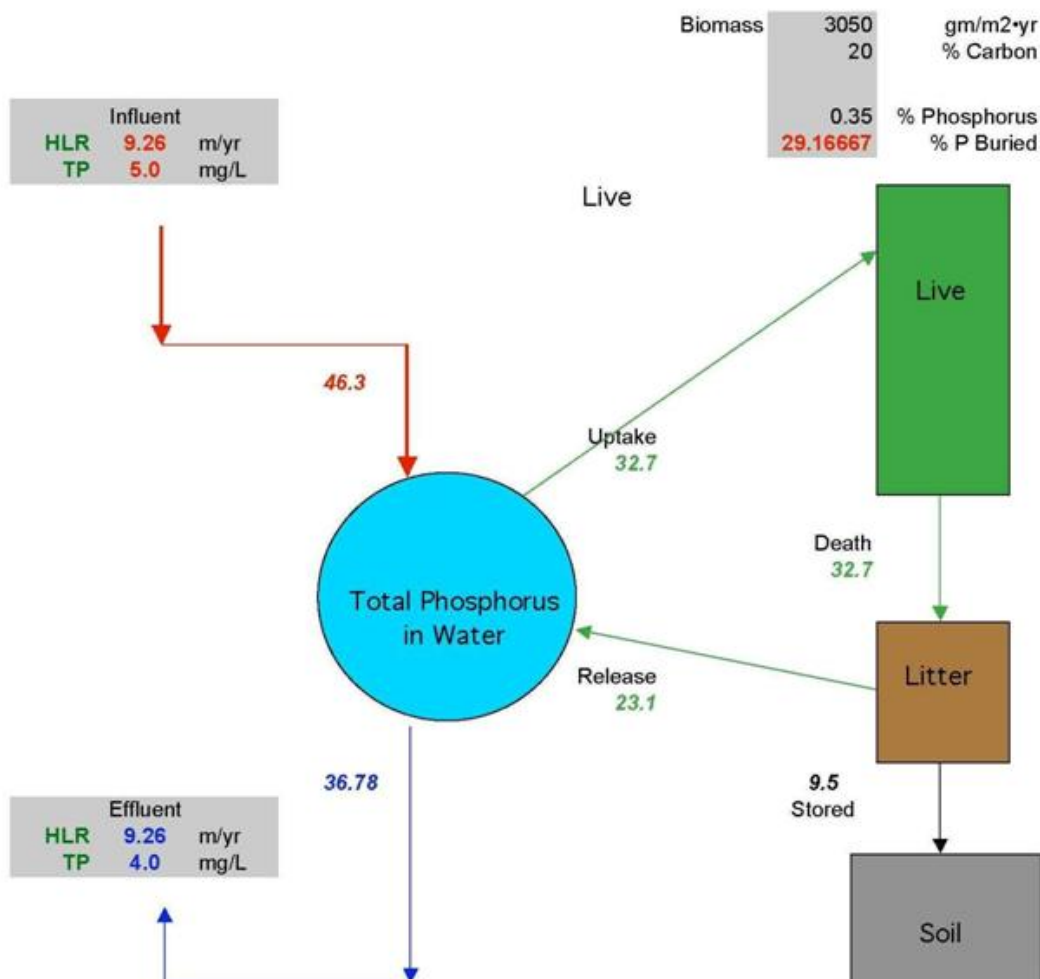 Biomass 3050 gm/m2•yr
20 % Carbon
0.35 % Phosphorus
29.16667 % P Buried
Influent
HLR 9.26 m/yr
TP 5.0 mg/L
Live
Live
46.3
Uptake
32.7
Death
32.7
Total Phosphorus
in Water
Release
23.1
Litter
36.78
9.5
Stored
Effluent
HLR 9.26 m/yr
TP 4.0 mg/L
Soil